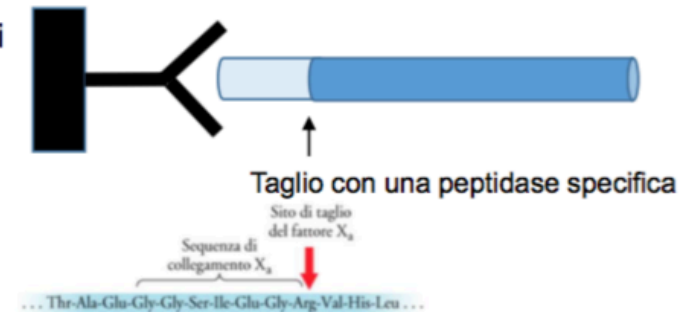 i
Taglio con una peptidase specifica
Sito di taglio
del fattore Xa
Sequenza di
collegamento Xa
... Thr-Ala-Glu-Gly-Gly-Ser-Ile-Glu-Gly-Arg-Val-His-Leu ...